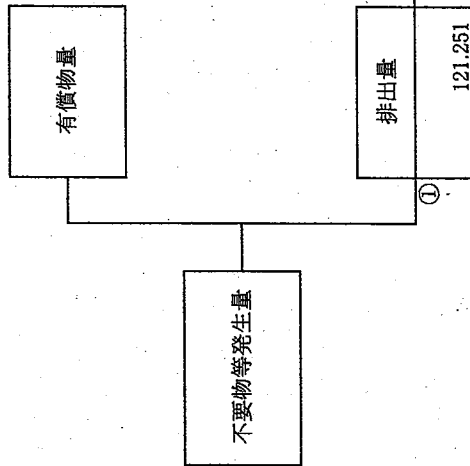 有償物量
不要物等発生量
排出量
①
121.251